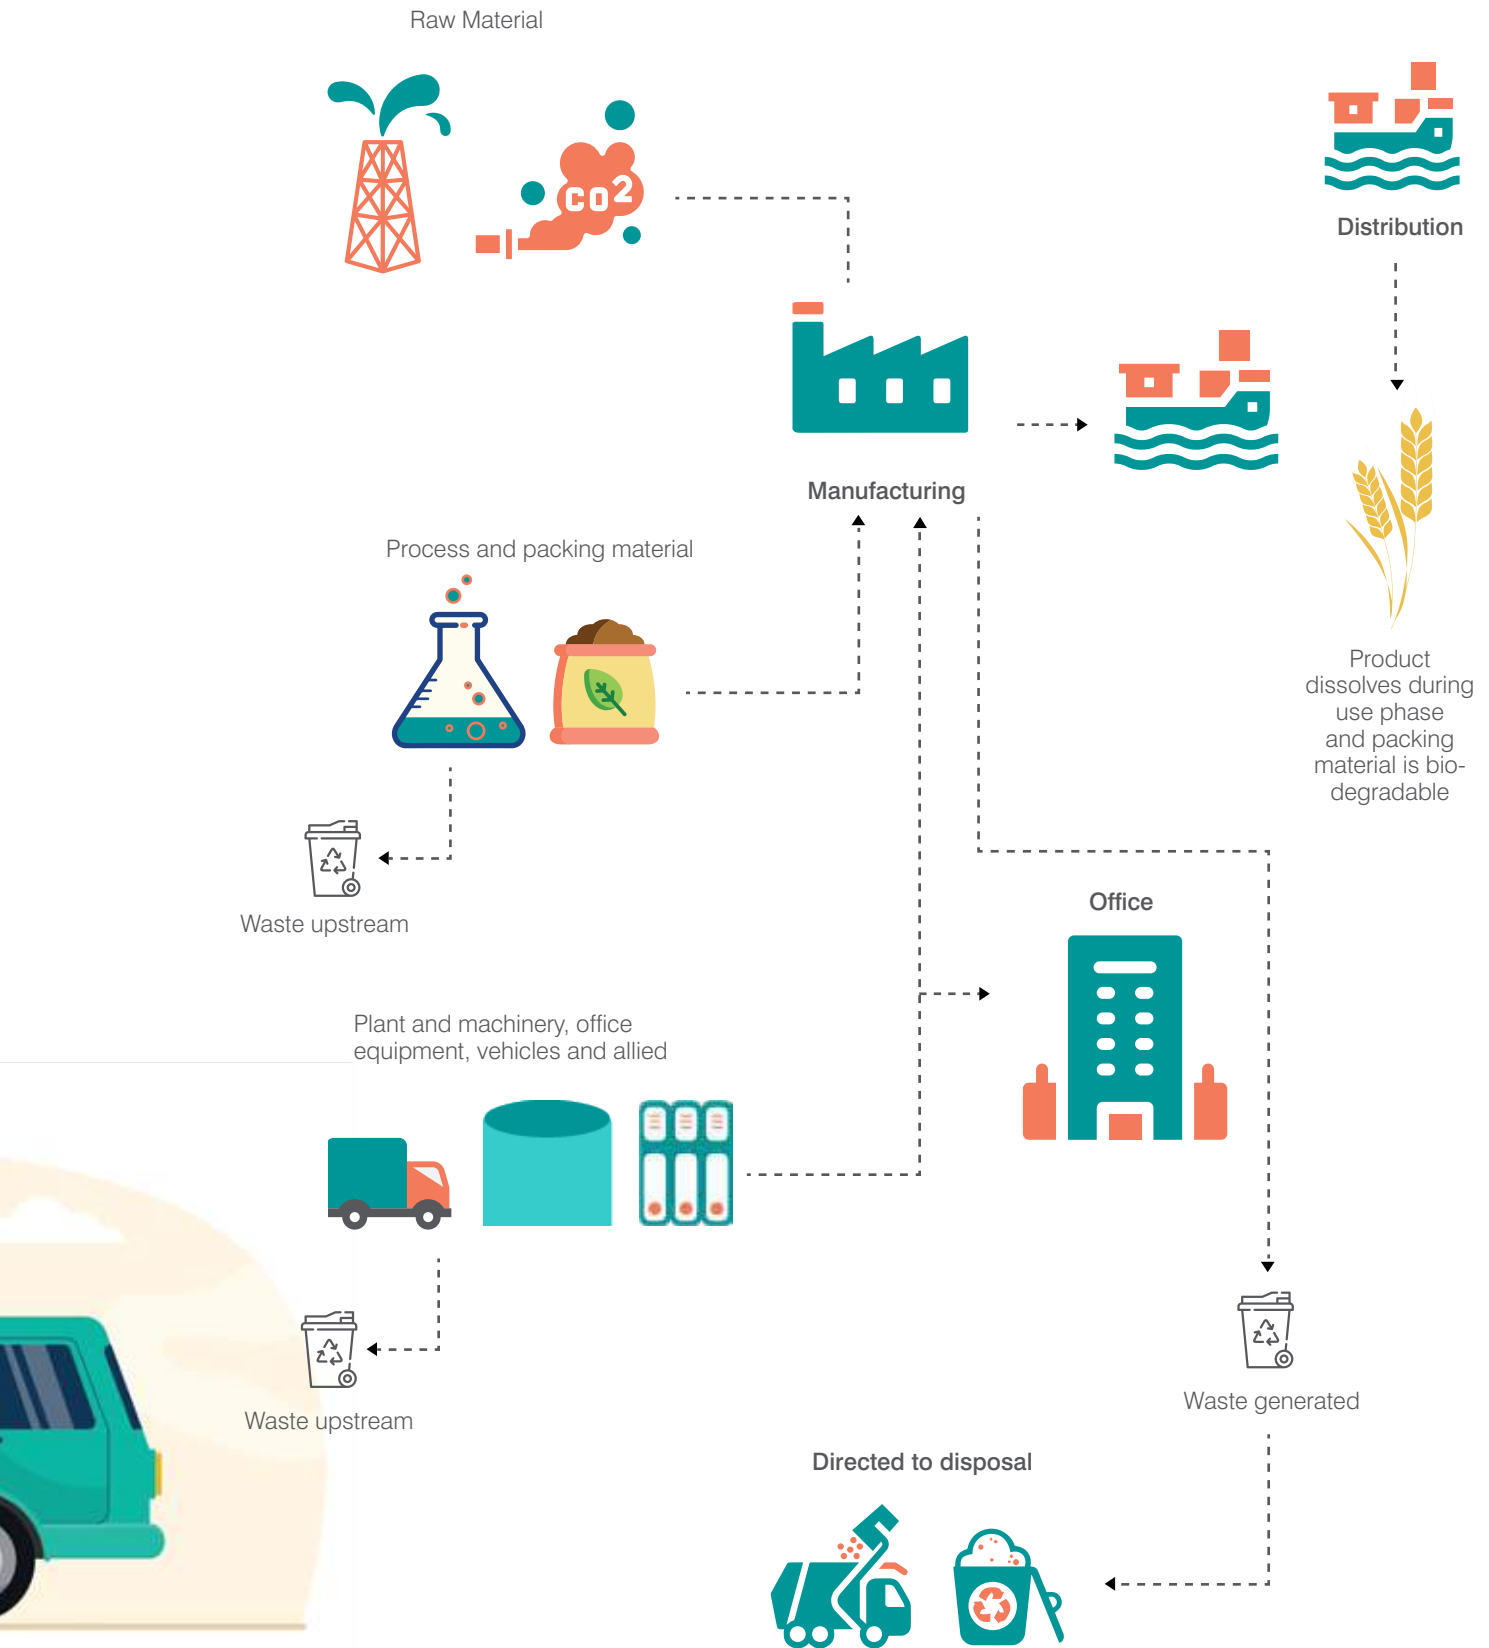 Raw Material
CO2
Distribution
Manufacturing
Process and packing material
Product
dissolves during
use phase
and packing
material is bio-
degradable
Waste upstream
Office
Plant and machinery, office
equipment, vehicles and allied
Waste generated
Waste upstream
Directed to disposal